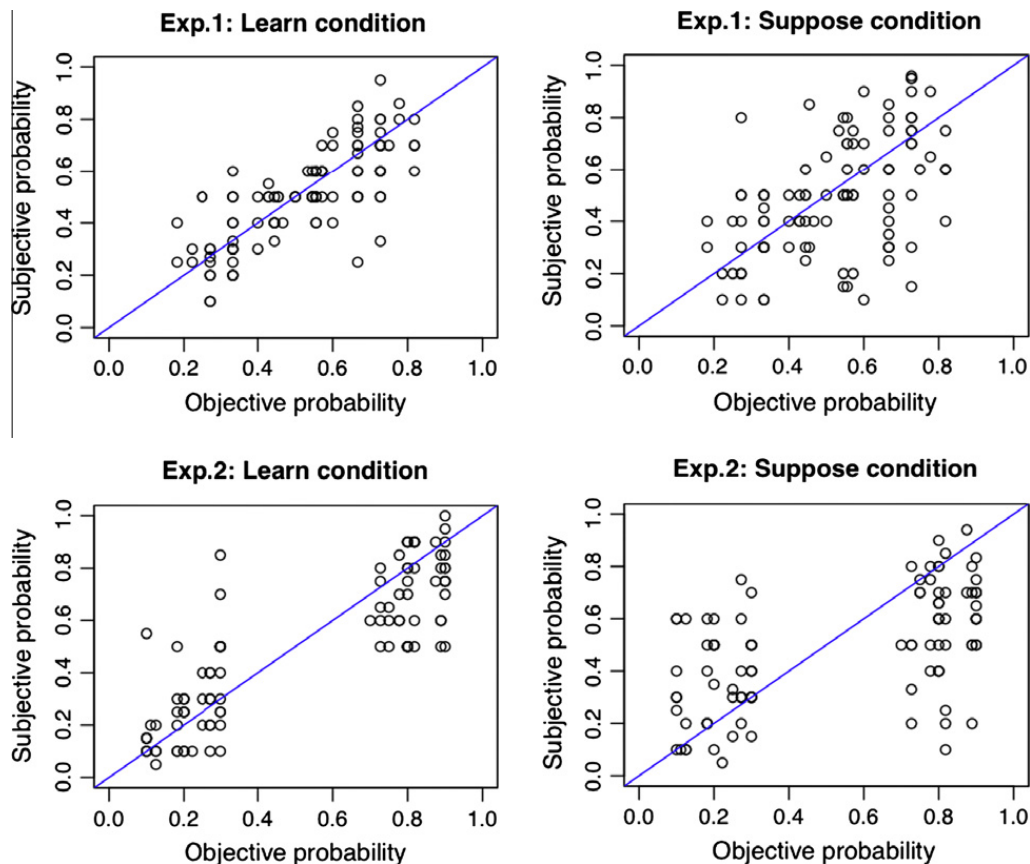 Exp.1: Learn condition
Subjective probability
0.0 0.2 0.4 0.6 0.8 1.0
0.0 0.2 0.4 0.6 0.8 1.0
Objective probability
Exp.1: Suppose condition
Subjective probability
0.0 0.2 0.4 0.6 0.8 1.0
0.0 0.2 0.4 0.6 0.8 1.0
Objective probability
Exp.2: Learn condition
Subjective probability
0.0 0.2 0.4 0.6 0.8 1.0
0.0 0.2 0.4 0.6 0.8 1.0
Objective probability
Exp.2: Suppose condition
Subjective probability
0.0 0.2 0.4 0.6 0.8 1.0
0.0 0.2 0.4 0.6 0.8 1.0
Objective probability